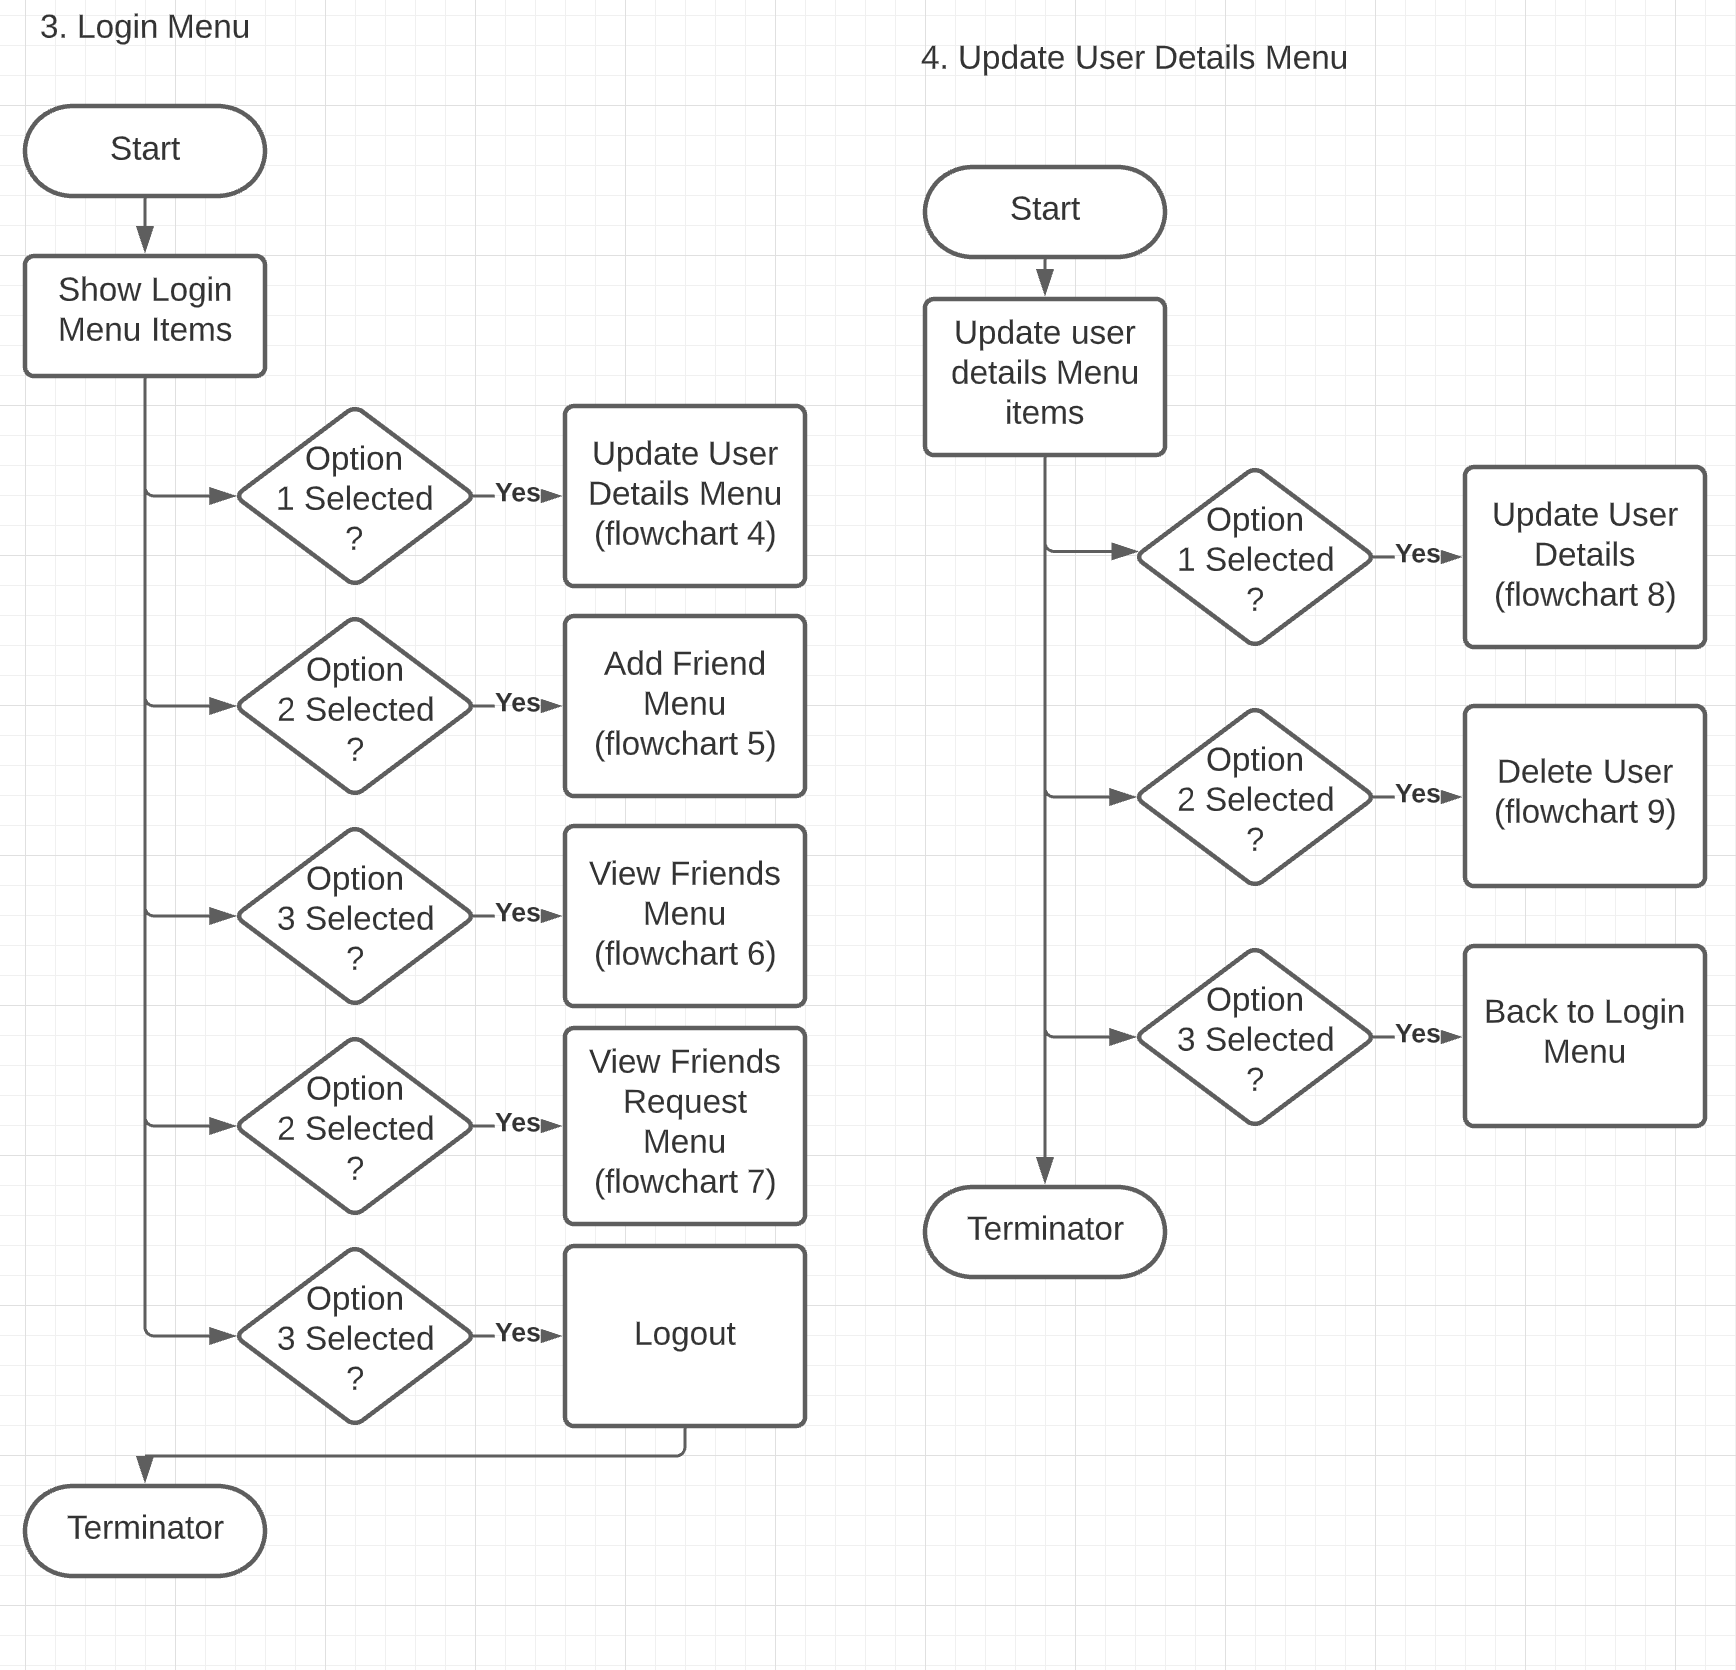 3. Login Menu
Start
Show Login
Menu Items
Option
1 Selected
?
Yes
Update User
Details Menu
(flowchart 4)
Option
2 Selected
?
Yes
Add Friend
Menu
(flowchart 5)
Option
3 Selected
?
Yes
View Friends
Menu
(flowchart 6)
Option
2 Selected
?
Yes
View Friends
Request
Menu
(flowchart 7)
Option
3 Selected
?
Yes
Logout
Terminator
4. Update User Details Menu
Start
Update user
details Menu
items
Option
1 Selected
?
Yes
Update User
Details
(flowchart 8)
Option
2 Selected
?
Yes
Delete User
(flowchart 9)
Option
3 Selected
?
Yes
Back to Login
Menu
Terminator